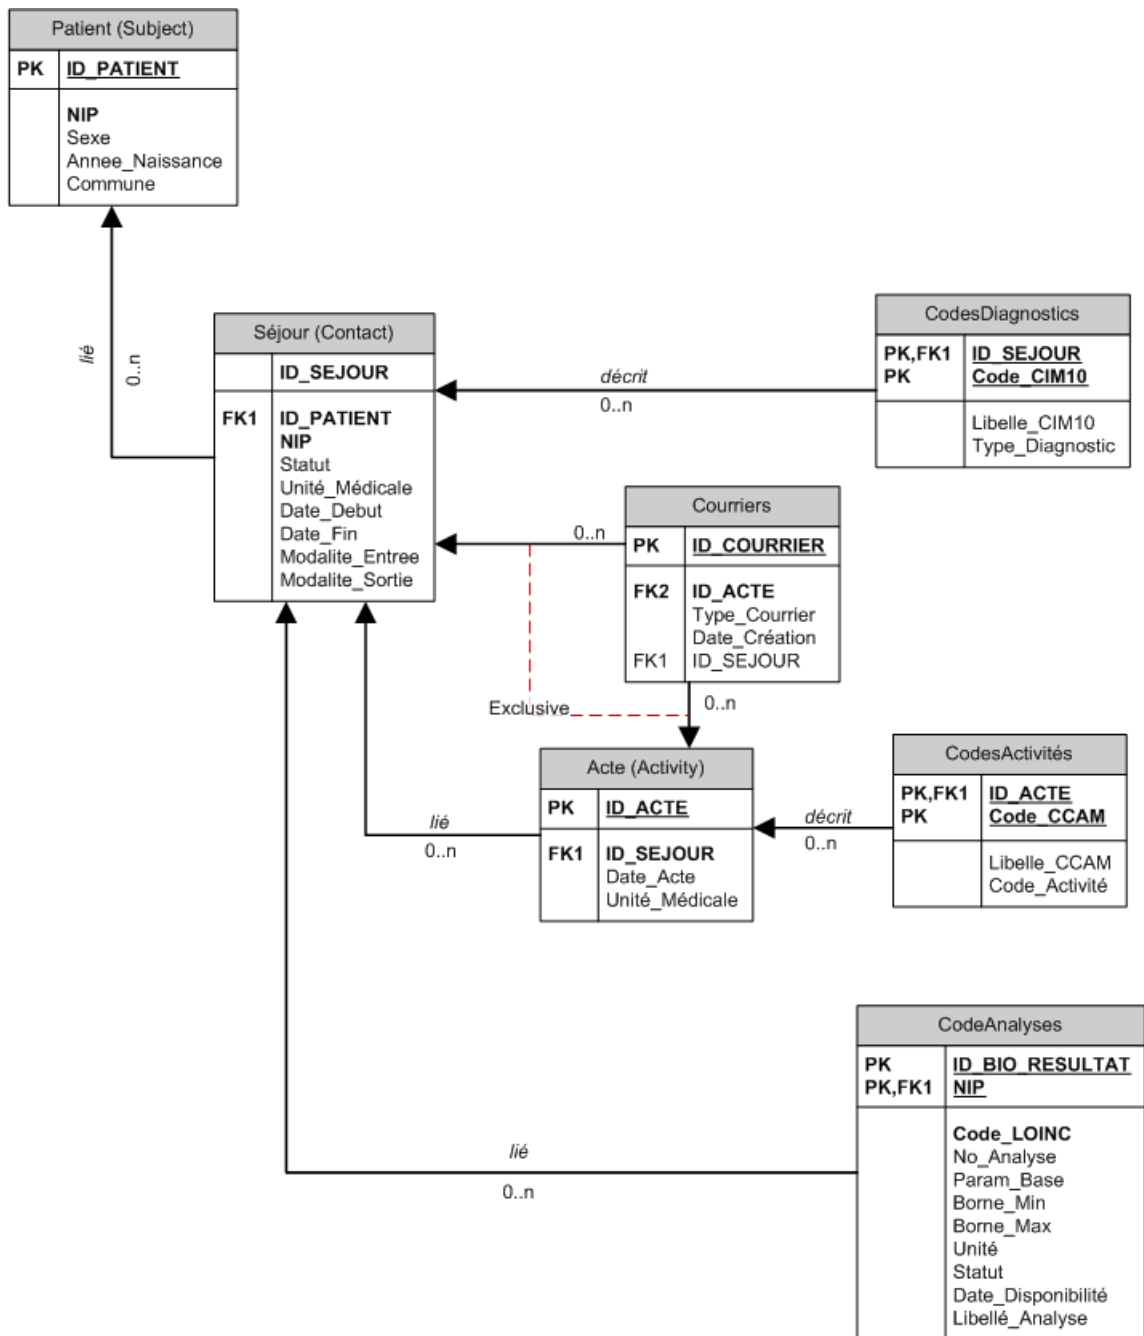 Patient (Subject)
PK ID_PATIENT
NIP
Sexe
Annee_Naissance
Commune
lié
0..n
Séjour (Contact)
ID_SEJOUR
FK1 ID_PATIENT
NIP
Statut
Unité_Médicale
Date_Debut
Date_Fin
Modalite_Entree
Modalite_Sortie
décrit
0..n
CodesDiagnostics
PK,FK1 ID_SEJOUR
PK Code_CIM10
Libelle_CIM10
Type_Diagnostic
0..n
Courriers
PK ID_COURRIER
FK2 ID_ACTE
Type_Courrier
Date_Création
FK1 ID_SEJOUR
Exclusive
0..n
lié
0..n
Acte (Activity)
PK ID_ACTE
FK1 ID_SEJOUR
Date_Acte
Unité_Médicale
décrit
0..n
CodesActivités
PK,FK1 ID_ACTE
PK Code_CCAM
Libelle_CCAM
Code_Activité
lié
0..n
CodeAnalyses
PK ID_BIO_RESULTAT
PK,FK1 NIP
Code_LOINC
No_Analyse
Param_Base
Borne_Min
Borne_Max
Unité
Statut
Date_Disponibilité
Libellé_Analyse